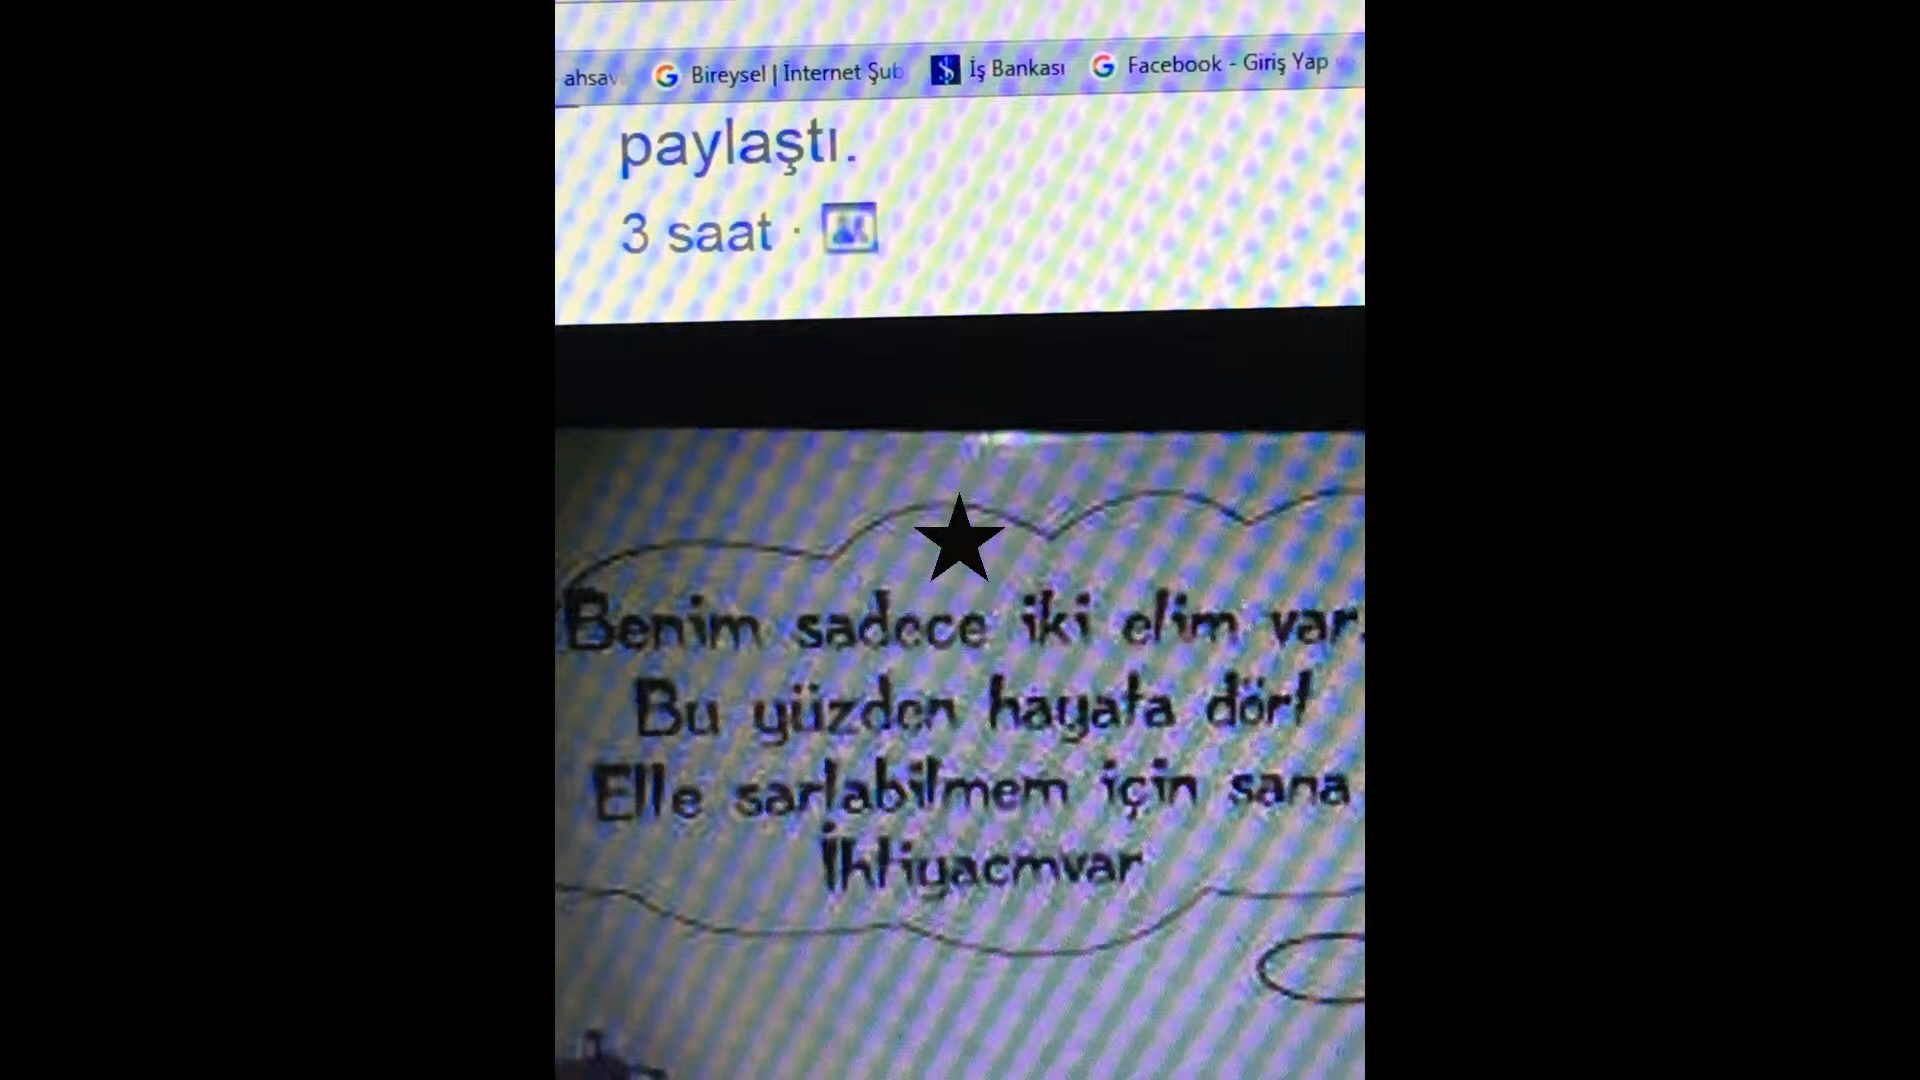 ahsav Bireysel | İnternet Şub İş Bankası Facebook - Giriş Yap
paylaştı.
3 saat ·
Benim sadece iki elim var.
Bu yüzden hayata dört
Elle sarlabilmem için sana
İhtiyacmvar